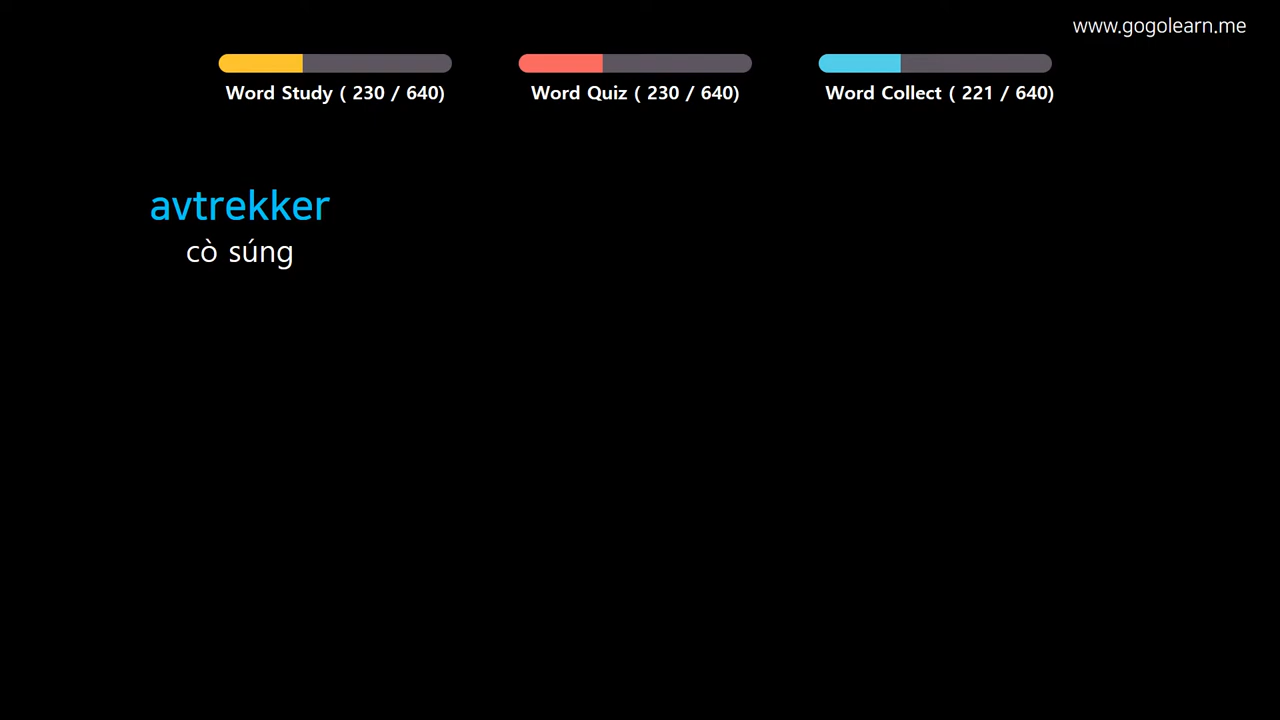 www.gogolearn.me
Word Study ( 230 / 640)
Word Quiz ( 230 / 640)
Word Collect ( 221 / 640)
avtrekker
cò súng